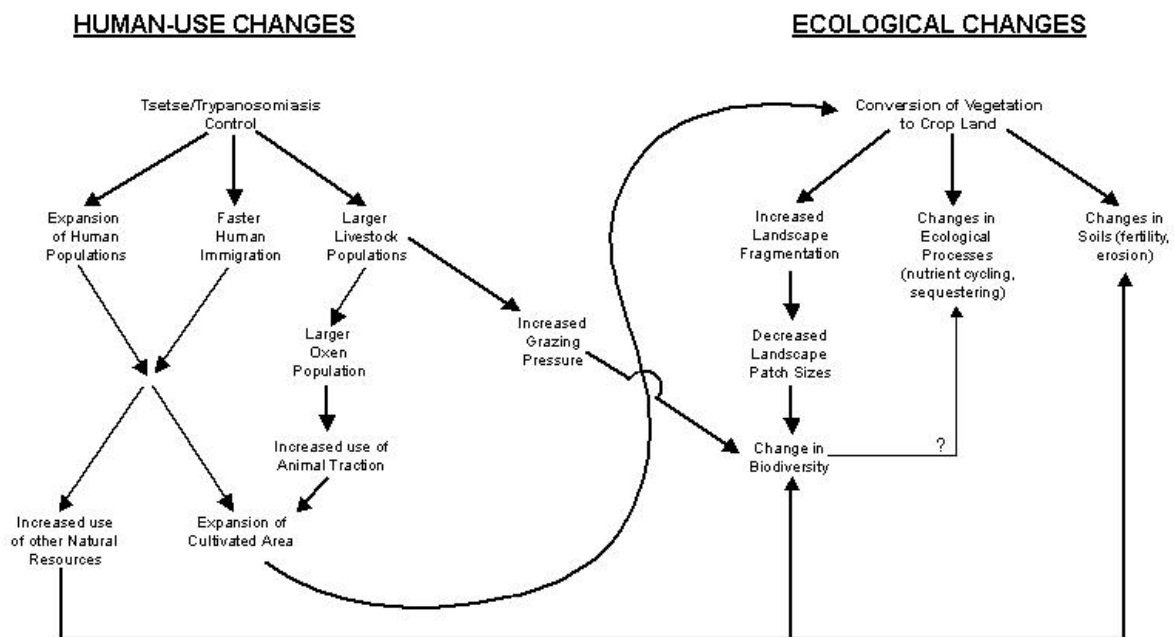 HUMAN-USE CHANGES
ECOLOGICAL CHANGES
Tsetse/Trypanosomiasis
Control
Conversion of Vegetation
to Crop Land
Expansion
of Human
Populations
Faster
Human
Immigration
Larger
Livestock
Populations
Increased
Landscape
Fragmentation
Changes in
Ecological
Processes
(nutrient cycling,
sequestering)
Changes in
Soils (fertility,
erosion)
Larger
Oxen
Population
Increased
Grazing
Pressure
Decreased
Landscape
Patch Sizes
Increased use of
Animal Traction
Change in
Biodiversity
?
Increased use
of other Natural
Resources
Expansion of
Cultivated Area